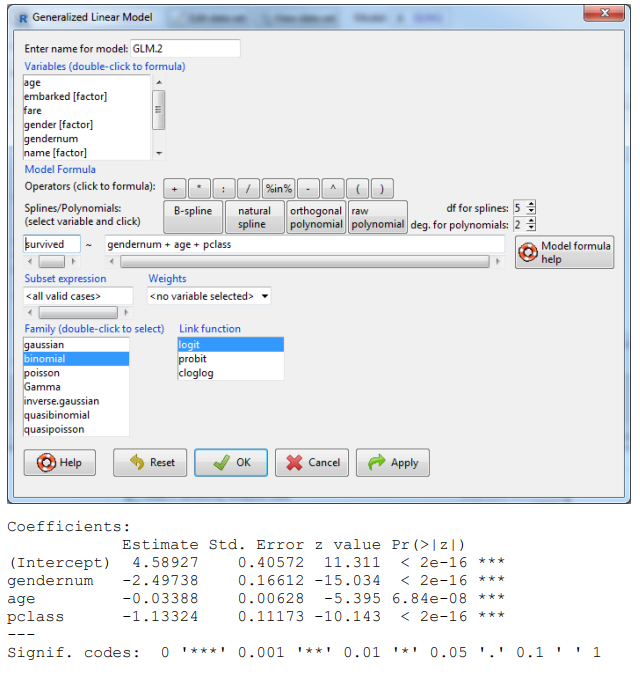 R Generalized Linear Model
Enter name for model: GLM.2
Variables (double-click to formula)
age
embarked [factor]
fare
gender [factor]
gendernum
name [factor]
Model Formula
Operators (click to formula): + * : / %in% - ^ ( )
Splines/Polynomials:
(select variable and click)
B-spline
natural
spline
orthogonal
polynomial
raw
polynomial
df for splines: 5
deg. for polynomials: 2
survived ~ gendernum + age + pclass
Model formula
help
Subset expression Weights
<all valid cases> <no variable selected>
Family (double-click to select) Link function
gaussian logit
binomial probit
poisson cloglog
Gamma
inverse.gaussian
quasibinomial
quasipoisson
Help Reset OK Cancel Apply
Coefficients:
Estimate Std. Error z value Pr(>|z|)
(Intercept) 4.58927 0.40572 11.311 < 2e-16 ***
gendernum -2.49738 0.16612 -15.034 < 2e-16 ***
age -0.03388 0.00628 -5.395 6.84e-08 ***
pclass -1.13324 0.11173 -10.143 < 2e-16 ***
---
Signif. codes: 0 '***' 0.001 '**' 0.01 '*' 0.05 '.' 0.1 ' ' 1